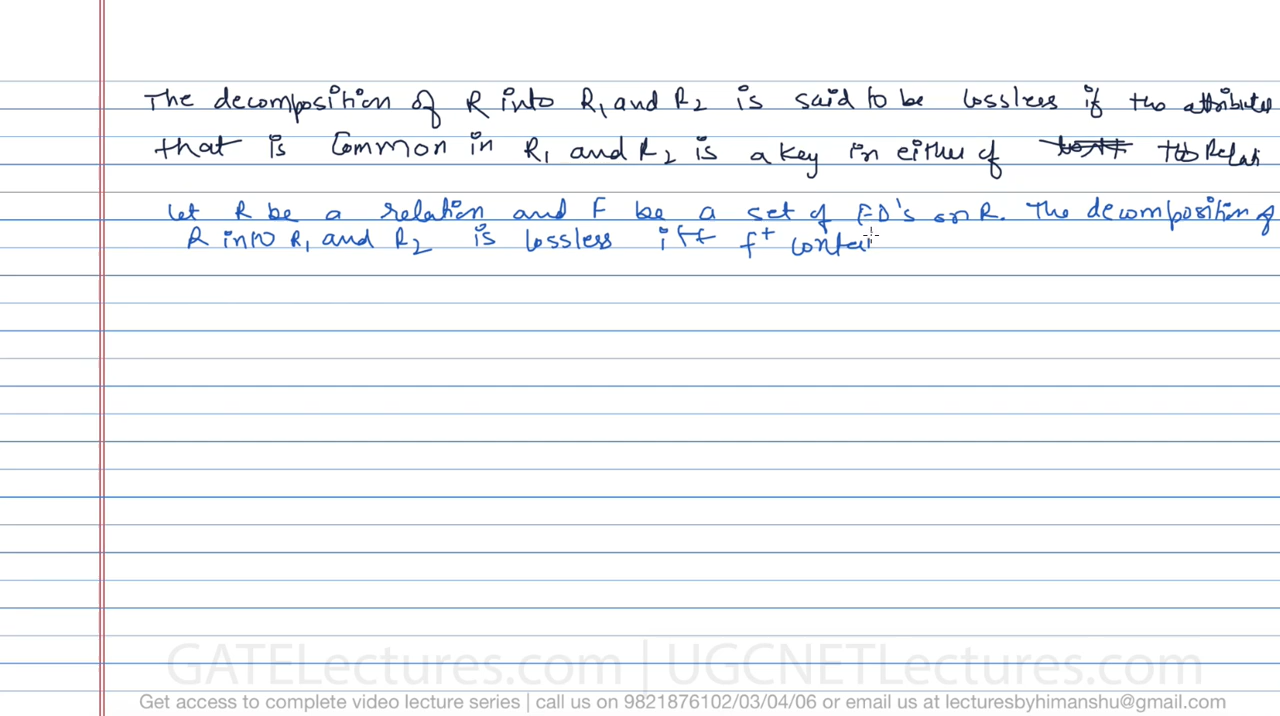 The decomposition of R into R1 and R2 is said to be lossless if the attributes
that is Common in R1 and R2 is a key in either of the Relati
Let R be a relation and F be a set of FD's on R. The decomposition of
R into R1 and R2 is lossless iff f+ contai
GATELectures.com | UGCNETLectures.com
Get access to complete video lecture series | call us on 9821876102/03/04/06 or email us at lecturesbyhimanshu@gmail.com